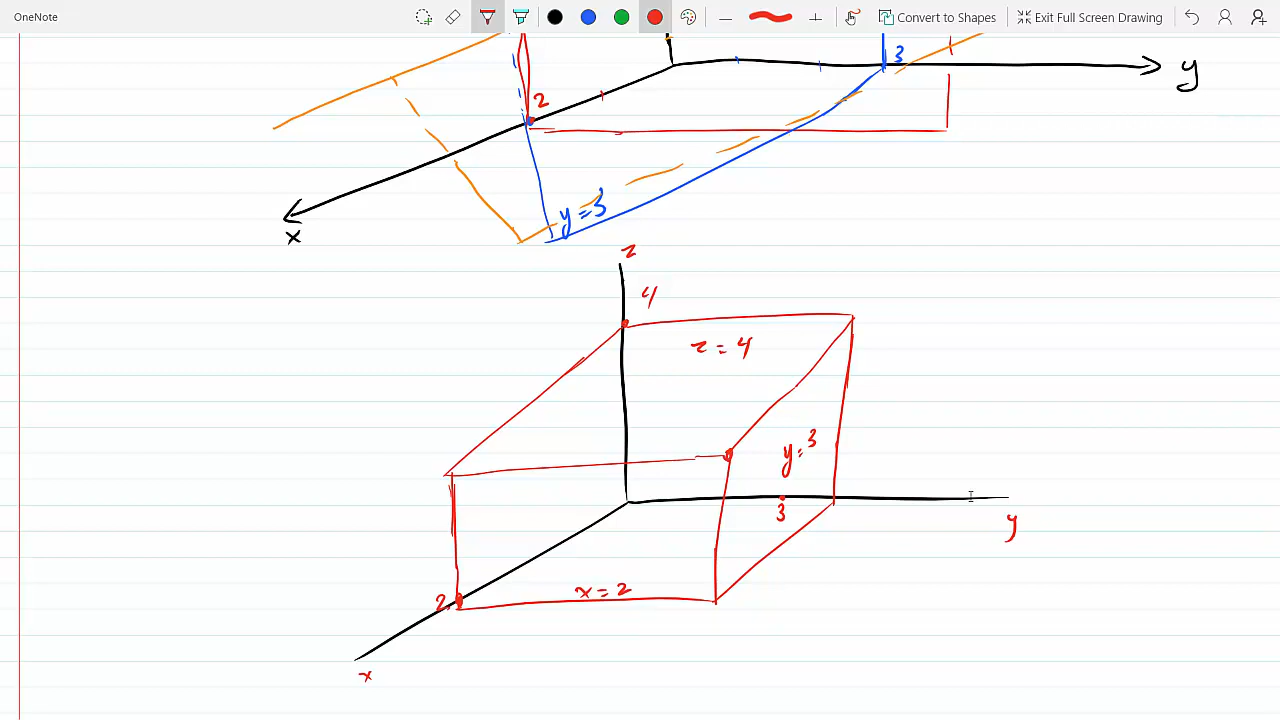 OneNote
Convert to Shapes
Exit Full Screen Drawing
3
y
2
y=3
x
z
4
z=4
y=3
3
y
x=2
2
x